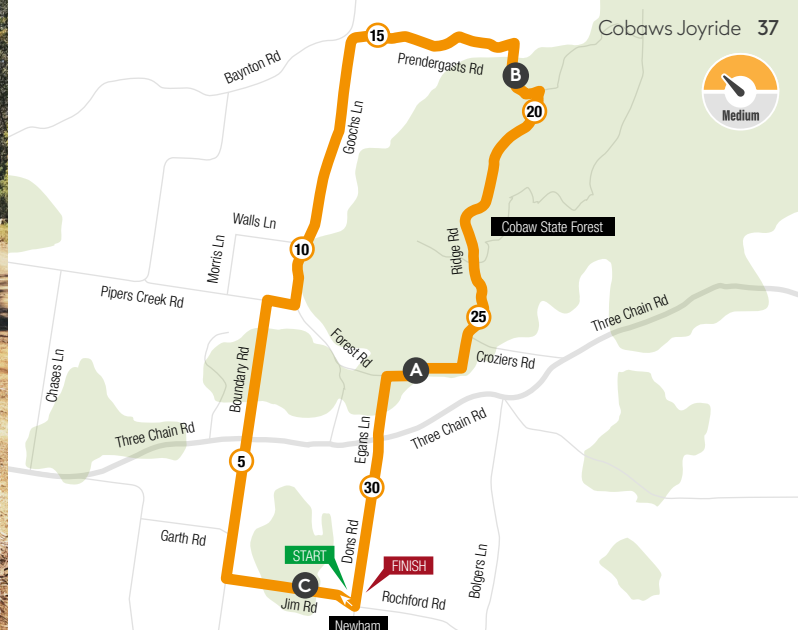 Cobaws Joyride 37
Medium
15
Baynton Rd
Prendergasts Rd
B
20
Goochs Ln
Walls Ln
10
Morris Ln
Cobaw State Forest
Ridge Rd
Pipers Creek Rd
25
Three Chain Rd
Forest Rd
A
Croziers Rd
Chases Ln
Boundary Rd
Three Chain Rd
Egans Ln
Three Chain Rd
5
30
Garth Rd
Dons Rd
START
FINISH
Bolgers Ln
C
Jim Rd
Rochford Rd
Newham